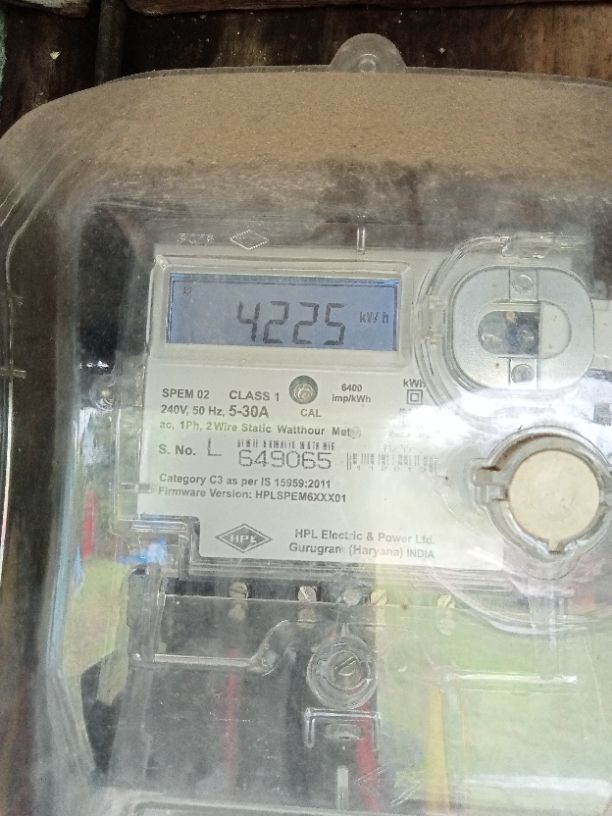 4225 kWh
SPEM 02 CLASS 1 6400 imp/kWh kWh
240V, 50 Hz, 5-30A CAL
ac, 1Ph, 2 Wire Static Watthour Meter
S. No. L 649065
Category C3 as per IS 15959:2011
Firmware Version: HPLSPEM6XXX01
HPL HPL Electric & Power Ltd.
Gurugram (Haryana) INDIA